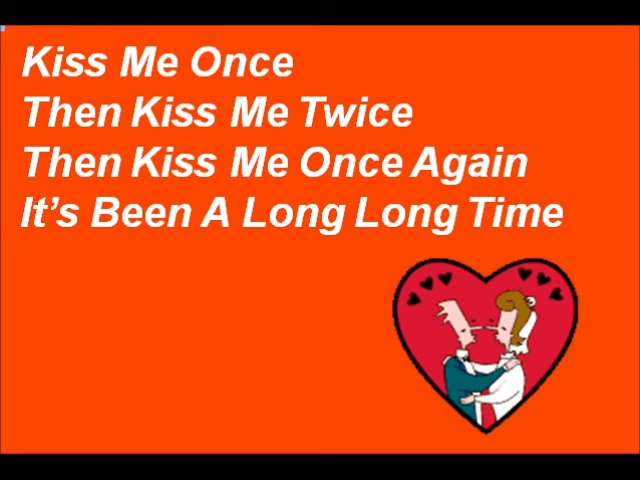 Kiss Me Once
Then Kiss Me Twice
Then Kiss Me Once Again
It’s Been A Long Long Time